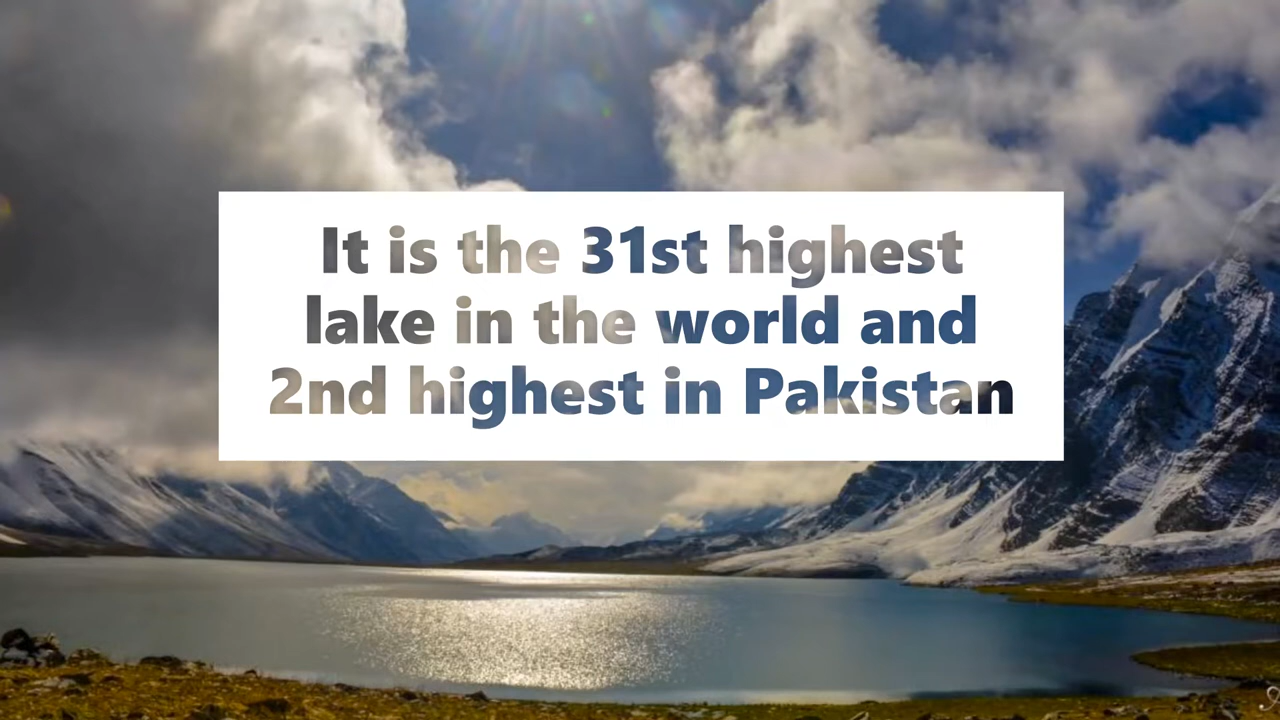 It is the 31st highest
lake in the world and
2nd highest in Pakistan